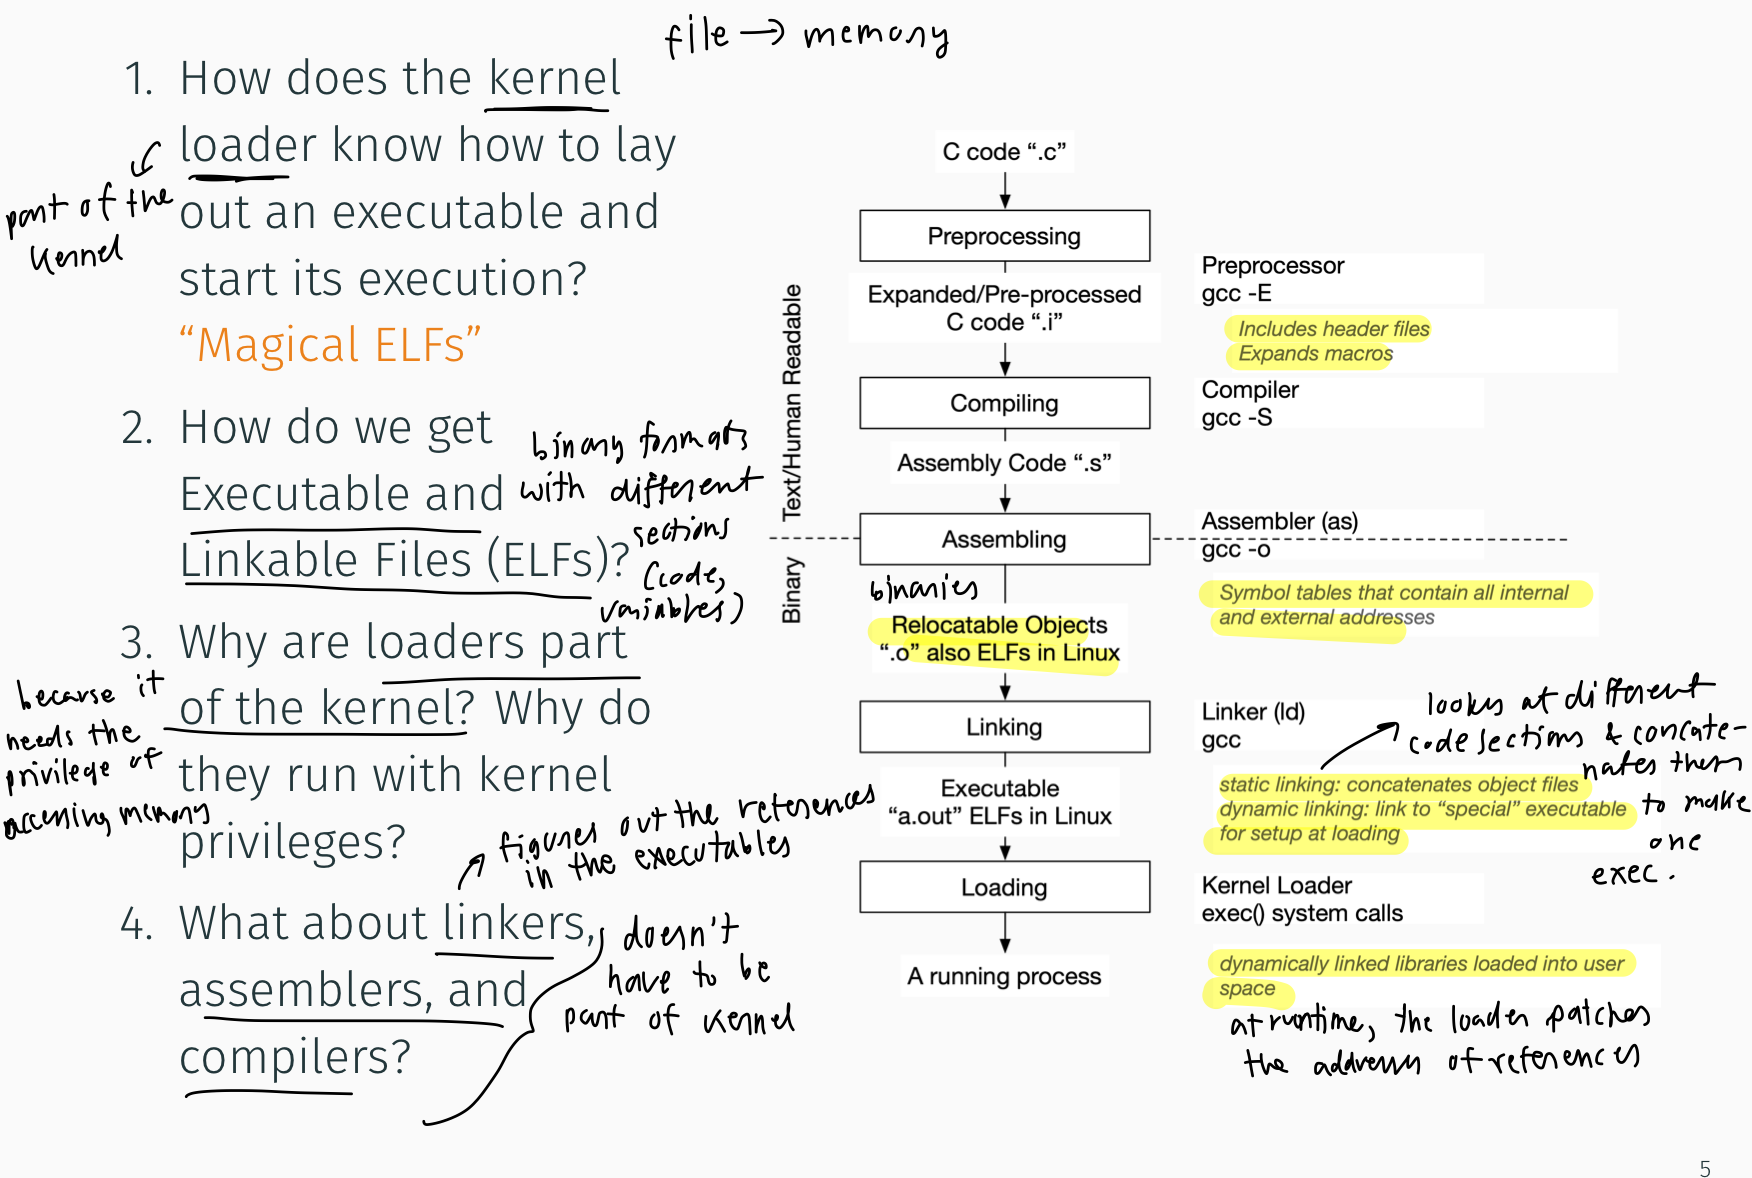 file → memory
1. How does the kernel
loader know how to lay
out an executable and
start its execution?
"Magical ELFs"
part of the
kernel
2. How do we get
Executable and
Linkable Files (ELFs)?
binary formats
with different
sections
(code,
variables)
3. Why are loaders part
of the kernel? Why do
they run with kernel
privileges?
because it
needs the
privilege of
accessing memory
4. What about linkers,
assemblers, and
compilers?
figures out the references
in the executables
doesn't
have to be
part of kernel
C code ".c"
Preprocessing
Expanded/Pre-processed
C code ".i"
Compiling
Assembly Code ".s"
Assembling
binaries
Relocatable Objects
".o" also ELFs in Linux
Linking
Executable
"a.out" ELFs in Linux
Loading
A running process
Text/Human Readable
Binary
Preprocessor
gcc -E
Includes header files
Expands macros
Compiler
gcc -S
Assembler (as)
gcc -o
Symbol tables that contain all internal
and external addresses
Linker (ld)
gcc
static linking: concatenates object files
dynamic linking: link to "special" executable
for setup at loading
looks at different
code sections & concate-
nates them
to make
one
exec.
Kernel Loader
exec() system calls
dynamically linked libraries loaded into user
space
at runtime, the loader patches
the address of references
5